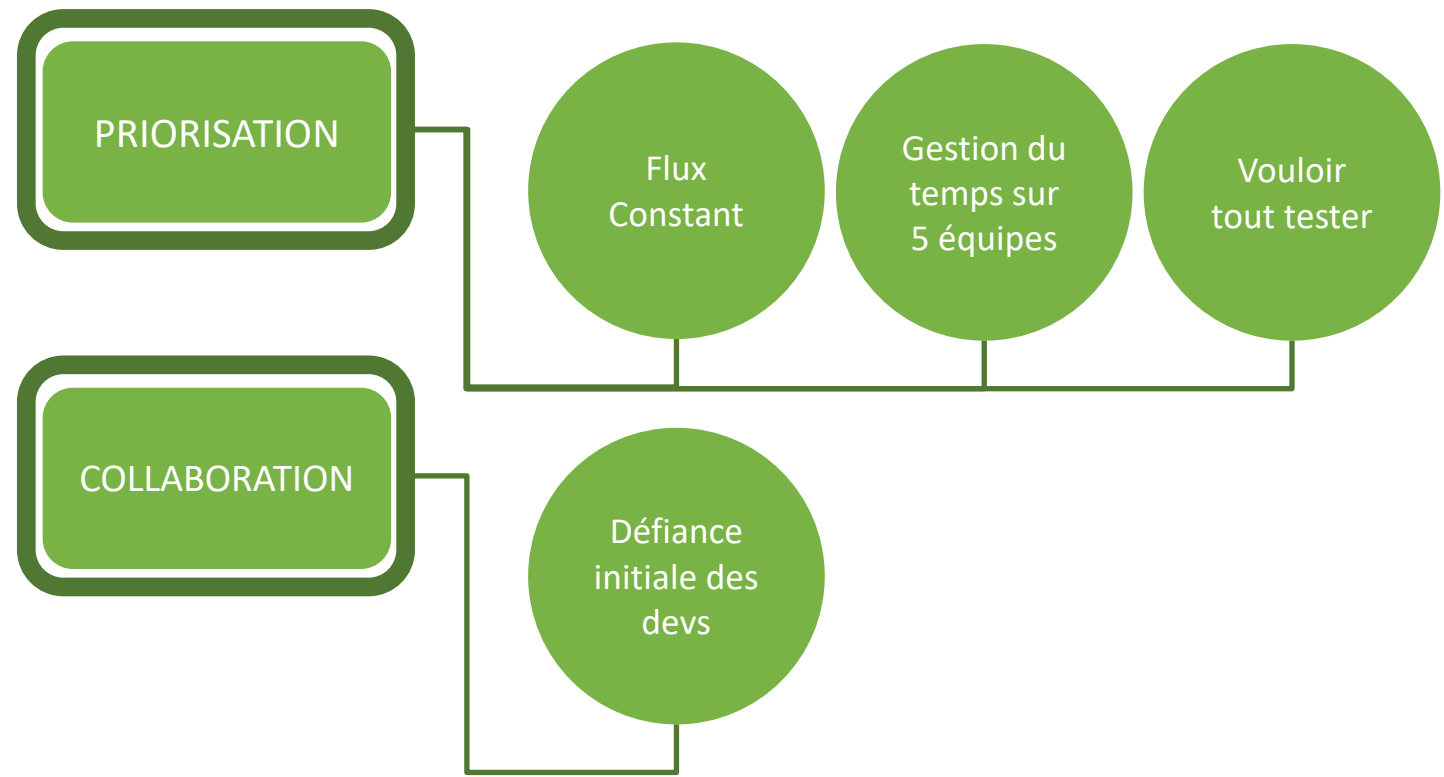 PRIORISATION
Flux
Constant
Gestion du
temps sur
5 équipes
Vouloir
tout tester
COLLABORATION
Défiance
initiale des
devs